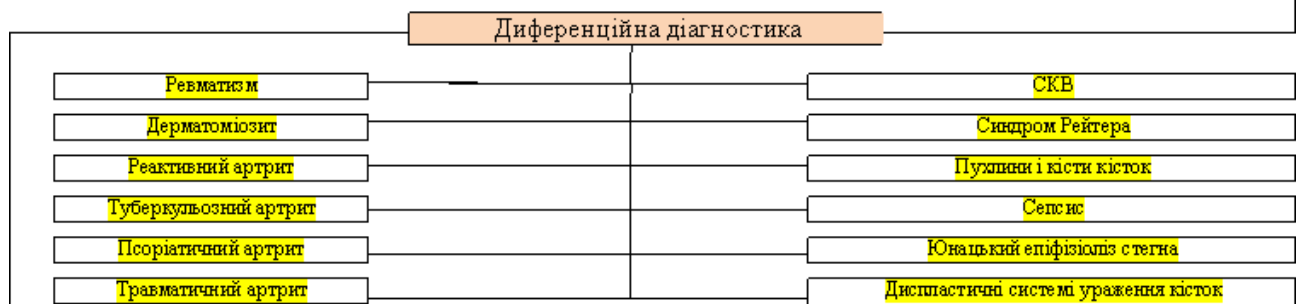 Диференційна діагностика
Ревматизм
СКВ
Дерматоміозит
Синдром Рейтера
Реактивний артрит
Пухлини і кісти кісток
Туберкульозний артрит
Сепсис
Псоріатичний артрит
Юнацький епіфізіоліз стегна
Травматичний артрит
Диспластичні системі ураження кісток